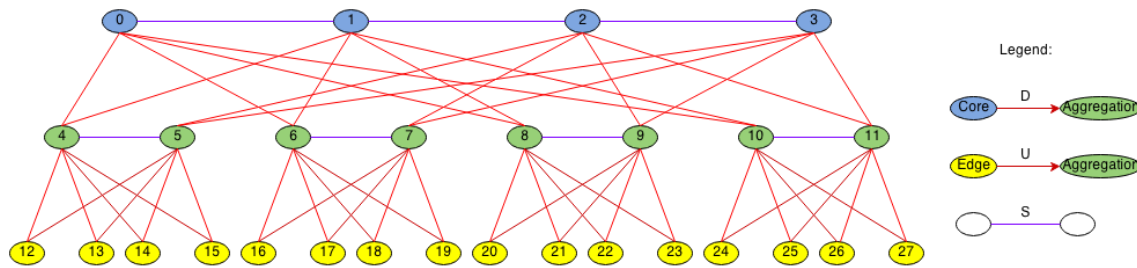 0 1 2 3
Legend:
D
Core Aggregation
4 5 6 7 8 9 10 11
U
Edge Aggregation
S
12 13 14 15 16 17 18 19 20 21 22 23 24 25 26 27